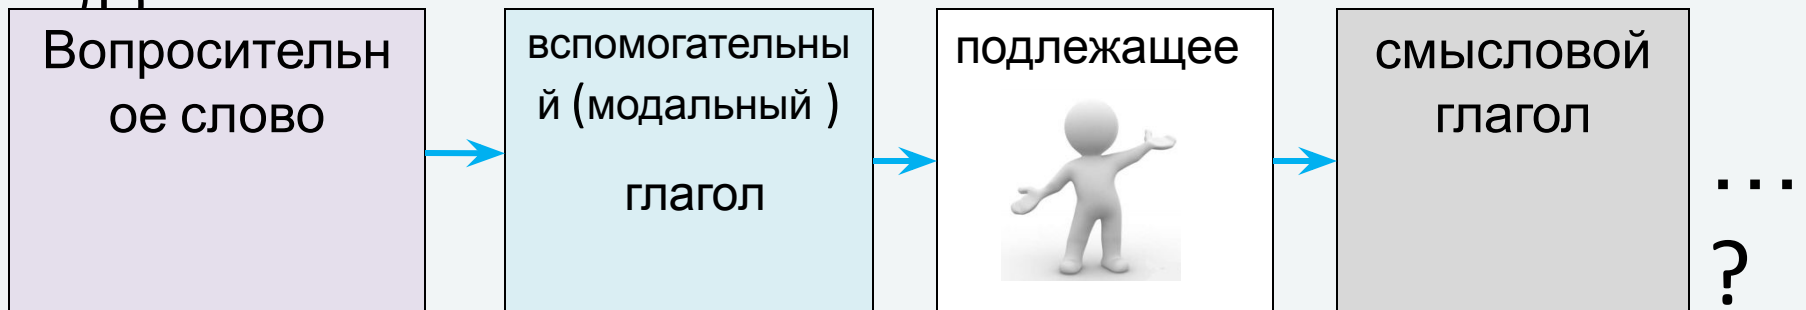 Вопросительн
ое слово
вспомогательны
й (модальный )
глагол
подлежащее
смысловой
глагол
...
?